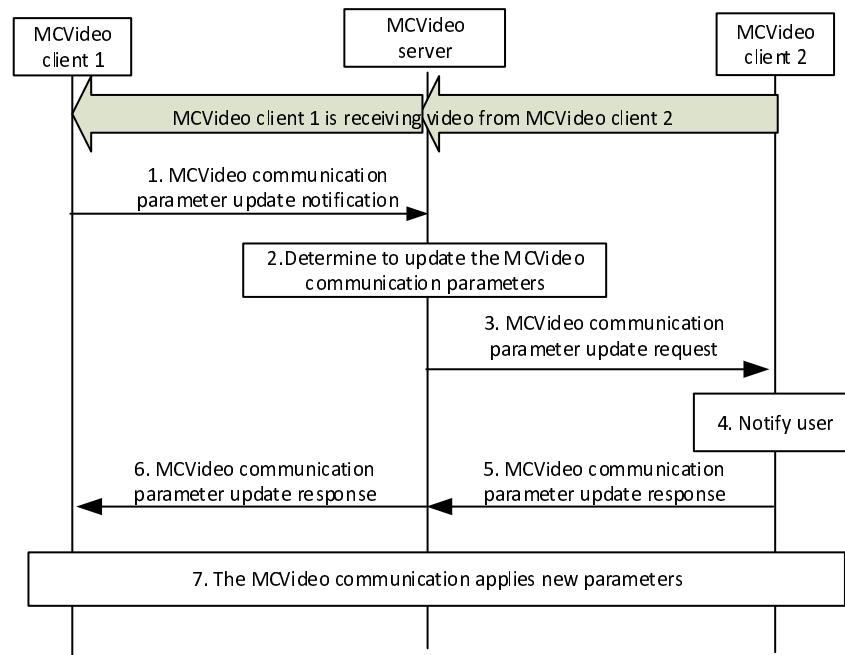 MCVideo
client 1
MCVideo
server
MCVideo
client 2
MCVideo client 1 is receiving video from MCVideo client 2
1. MCVideo communication
parameter update notification
2.Determine to update the MCVideo
communication parameters
3. MCVideo communication
parameter update request
4. Notify user
6. MCVideo communication
parameter update response
5. MCVideo communication
parameter update response
7. The MCVideo communication applies new parameters